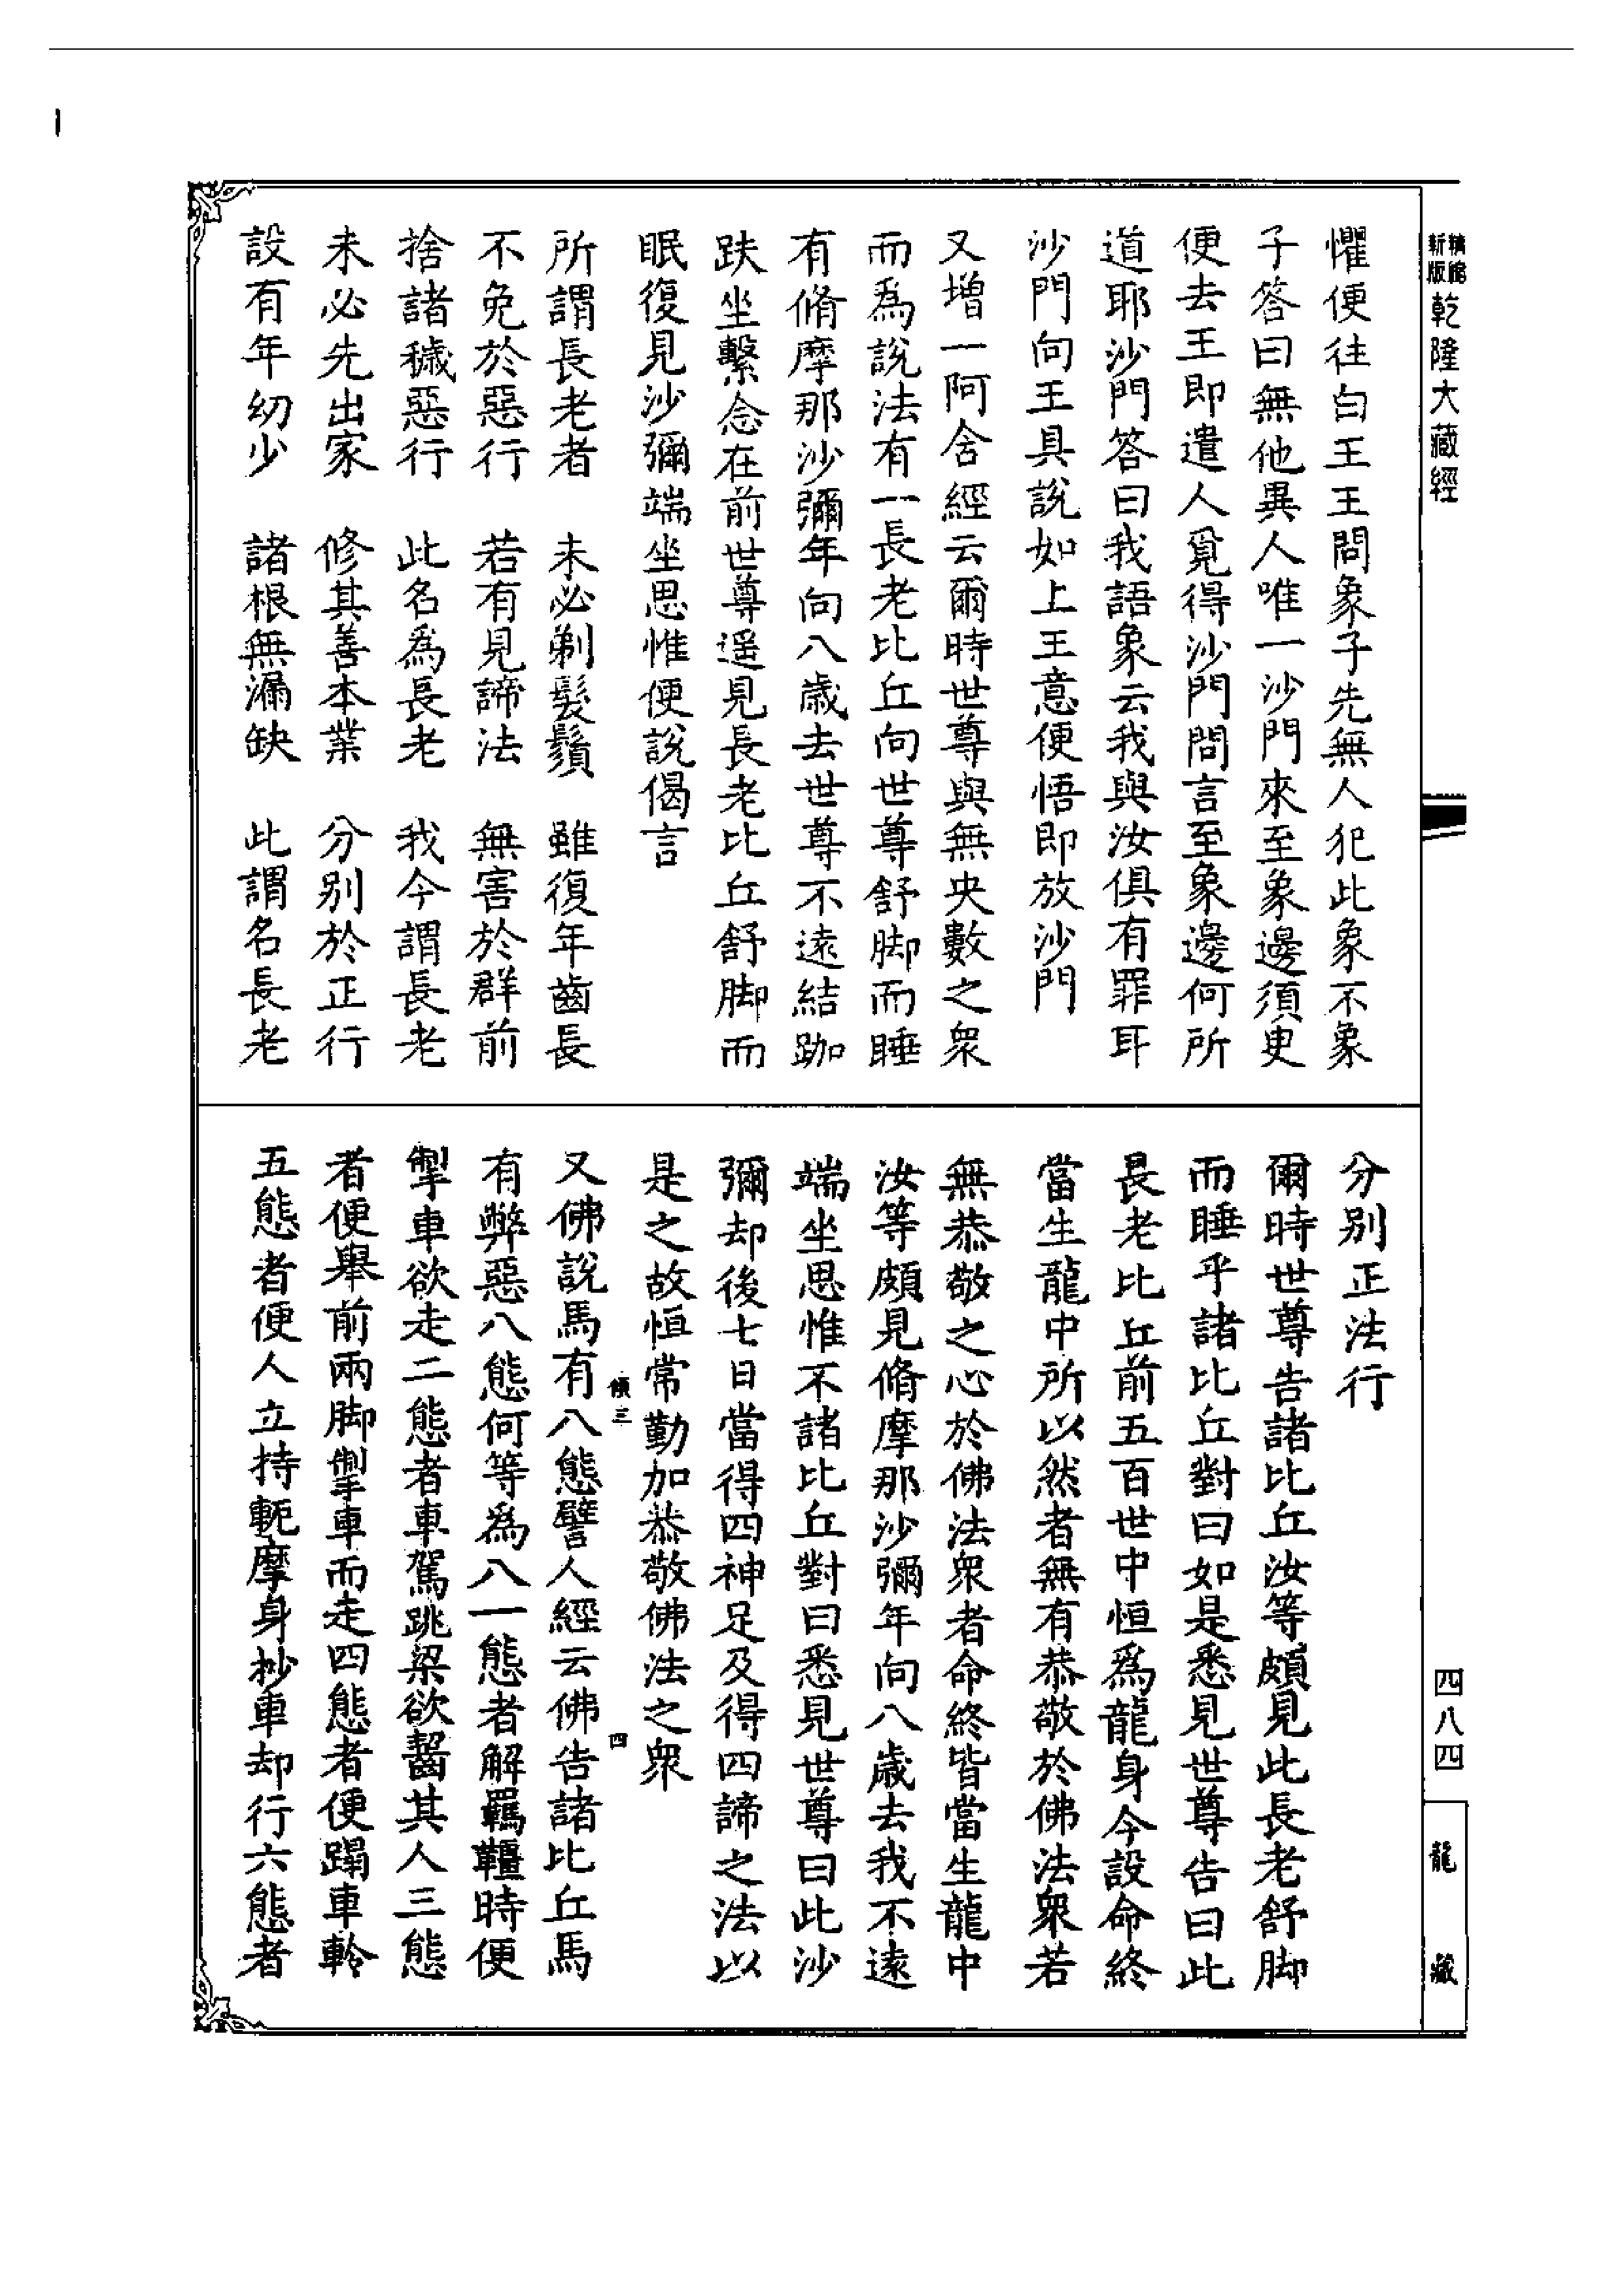 新版 精縮 乾隆大藏經
四八四
龍藏
懼便往白王王問象子先無人犯此象不象
子答曰無他異人唯一沙門來至象邊須臾
便去王即遣人覓得沙門問言至象邊何所
道耶沙門答曰我語象云我與汝俱有罪耳
沙門向王具說如上王意便悟即放沙門
又增一阿含經云爾時世尊與無央數之眾
而為說法有一長老比丘向世尊舒脚而睡
有脩摩那沙彌年向八歲去世尊不遠結跏
趺坐繫念在前世尊遥見長老比丘舒脚而
眠復見沙彌端坐思惟便說偈言
所謂長老者 未必剃髮鬚 雖復年齒長
不免於惡行 若有見諦法 無害於群前
捨諸穢惡行 此名為長老 我今謂長老
未必先出家 修其善本業 分別於正行
設有年幼少 諸根無漏缺 此謂名長老
分別正法行
爾時世尊告諸比丘汝等頗見此長老舒脚
而睡乎諸比丘對曰如是悉見世尊告曰此
長老比丘前五百世中恒為龍身今設命終
當生龍中所以然者無有恭敬於佛法眾若
無恭敬之心於佛法眾者命終皆當生龍中
汝等頗見脩摩那沙彌年向八歲去我不遠
端坐思惟不諸比丘對曰悉見世尊曰此沙
彌却後七日當得四神足及得四諦之法以
是之故恒常勤加恭敬佛法之眾
傾三 四
又佛說馬有八態譬人經云佛告諸比丘馬
有弊惡八態何等為八一態者解羈韁時便
掣車欲走二態者車駕跳梁欲齧其人三態
者便舉前兩脚掣車而走四態者便蹋車軨
五態者便人立持軛摩身抄車却行六態者